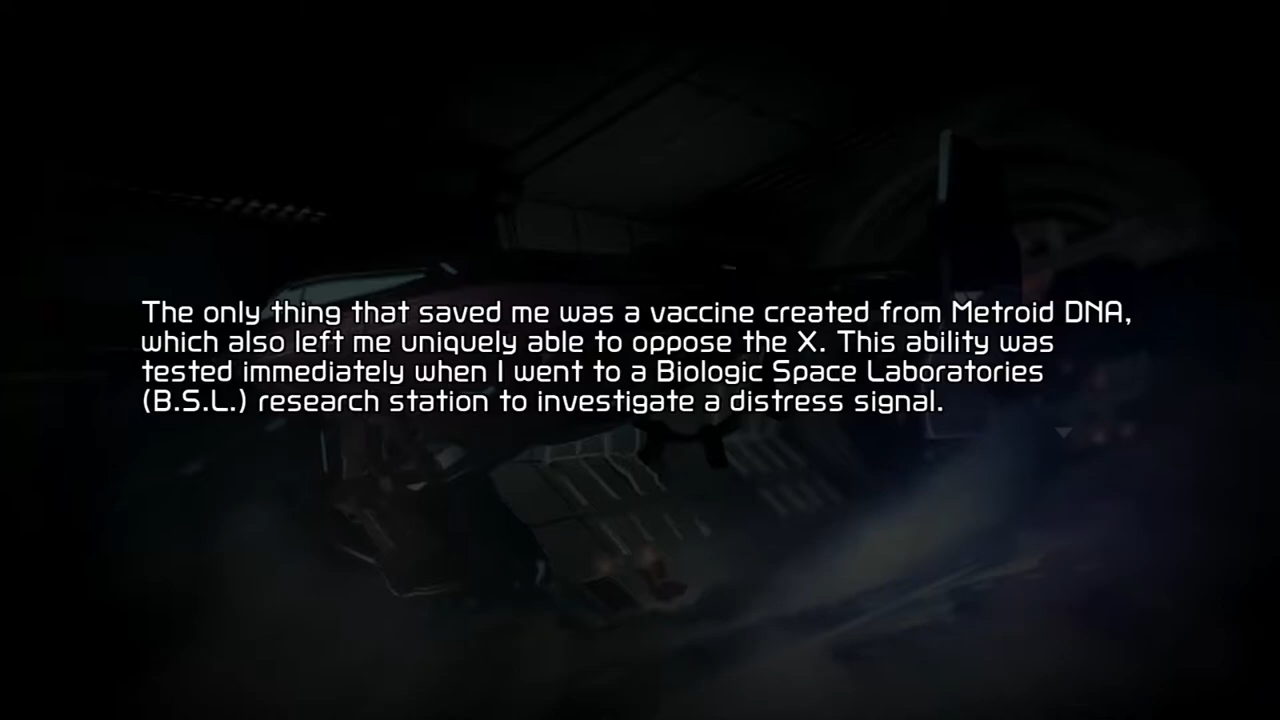 The only thing that saved me was a vaccine created from Metroid DNA,
which also left me uniquely able to oppose the X. This ability was
tested immediately when I went to a Biologic Space Laboratories
(B.S.L.) research station to investigate a distress signal.